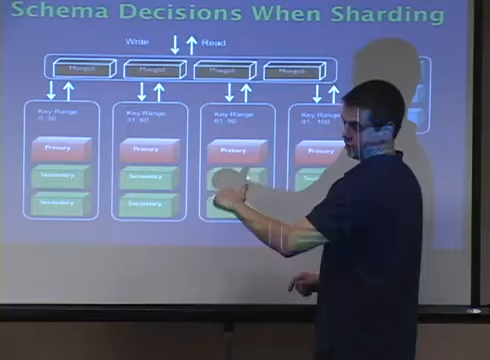 Schema Decisions When Sharding
Write
Read
MongoS
MongoS
MongoS
MongoS
Key Range
0..30
Key Range
31..60
Key Range
61..90
Key Range
91.. 100
Primary
Primary
Primary
Primary
Secondary
Secondary
Secondary
Secondary